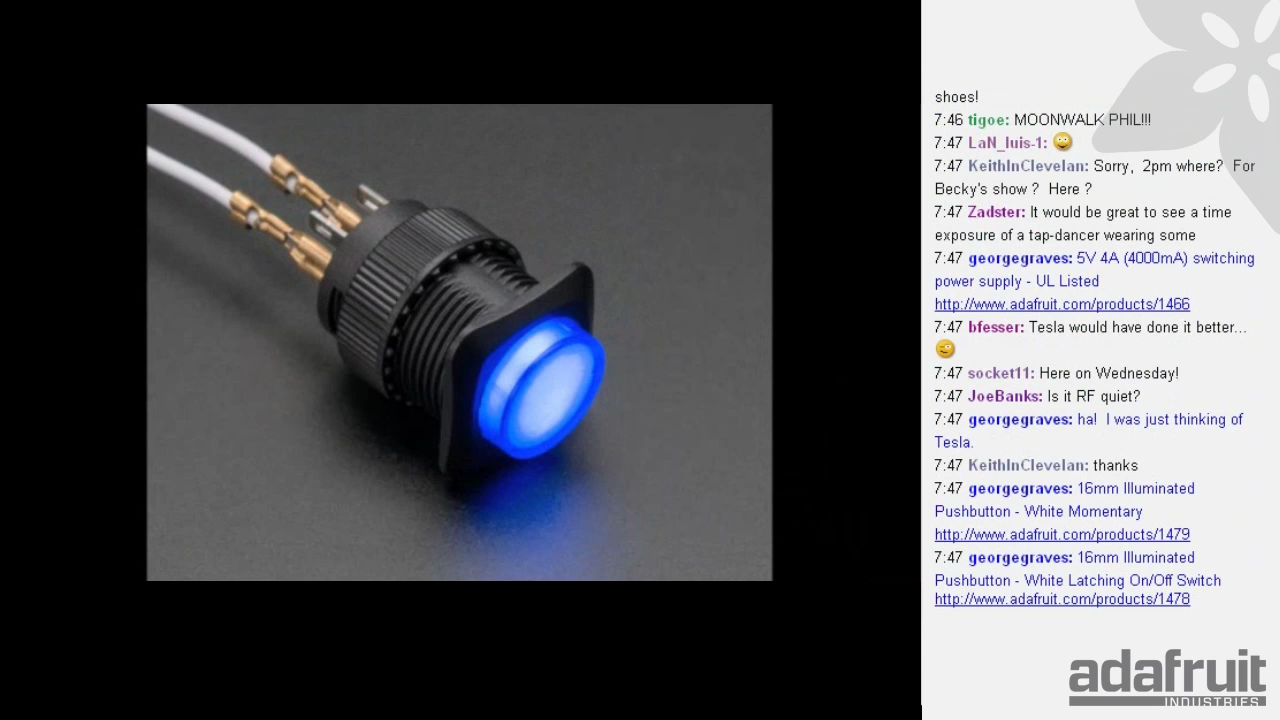 shoes!
7:46 tigoe: MOONWALK PHIL!!!
7:47 LaN_luis-1:
7:47 KeithInClevelan: Sorry, 2pm where? For
Becky's show ? Here ?
7:47 Zadster: It would be great to see a time
exposure of a tap-dancer wearing some
7:47 georgegraves: 5V 4A (4000mA) switching
power supply - UL Listed
http://www.adafruit.com/products/1466
7:47 bfesser: Tesla would have done it better...
7:47 socket11: Here on Wednesday!
7:47 JoeBanks: Is it RF quiet?
7:47 georgegraves: ha! I was just thinking of
Tesla.
7:47 KeithInClevelan: thanks
7:47 georgegraves: 16mm Illuminated
Pushbutton - White Momentary
http://www.adafruit.com/products/1479
7:47 georgegraves: 16mm Illuminated
Pushbutton - White Latching On/Off Switch
http://www.adafruit.com/products/1478
adafruit
INDUSTRIES